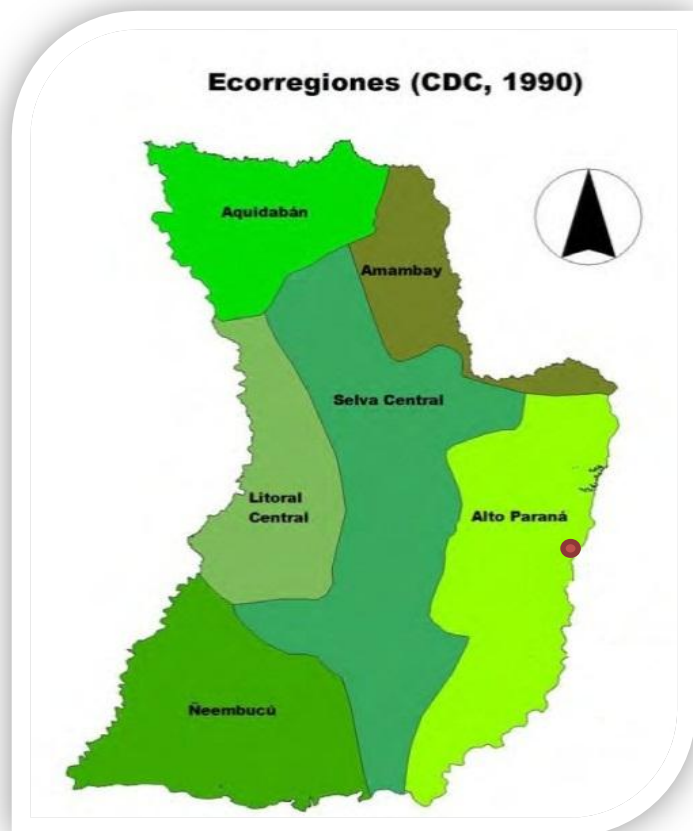 Ecorregiones (CDC, 1990)
Aquidabán
Amambay
Selva Central
Litoral
Central
Alto Paraná
Ñeembucú